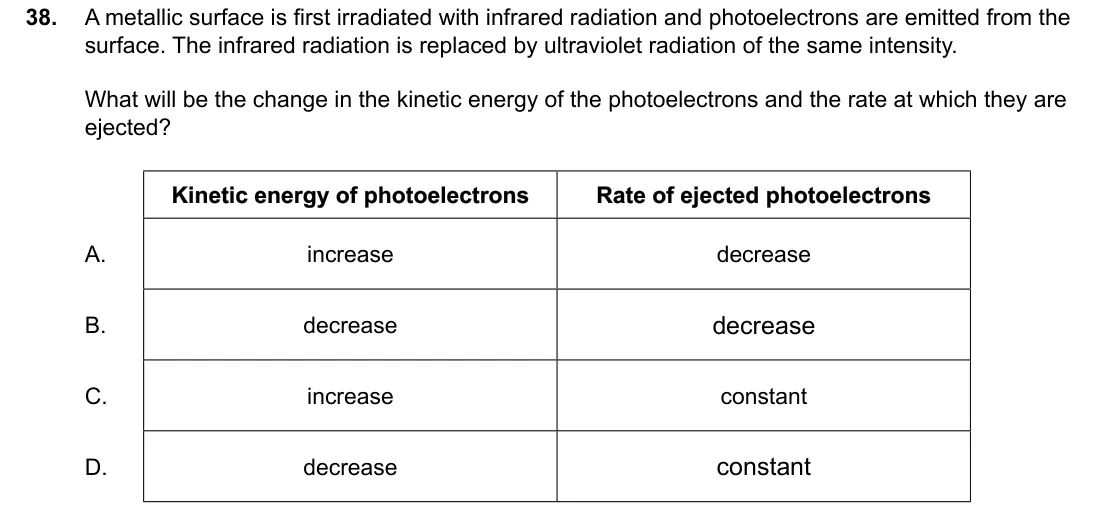 38. A metallic surface is first irradiated with infrared radiation and photoelectrons are emitted from the
surface. The infrared radiation is replaced by ultraviolet radiation of the same intensity.
What will be the change in the kinetic energy of the photoelectrons and the rate at which they are
ejected?
Kinetic energy of photoelectrons Rate of ejected photoelectrons
A. increase decrease
B. decrease decrease
C. increase constant
D. decrease constant